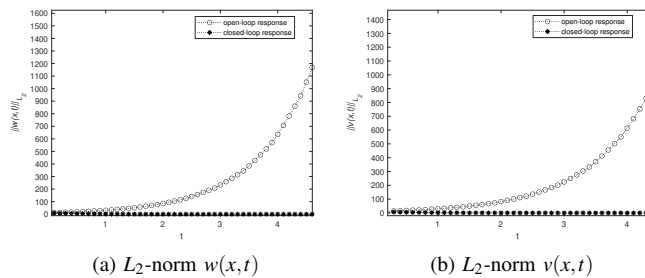 1600
1500
1400
1300
1200
1100
1000
900
800
700
600
500
400
300
200
100
0
||w(x,t)||L2
open-loop response
closed-loop response
1 2 3 4
t
(a) L2-norm w(x,t)
1400
1300
1200
1100
1000
900
800
700
600
500
400
300
200
100
0
||v(x,t)||L2
open-loop response
closed-loop response
1 2 3 4
t
(b) L2-norm v(x,t)